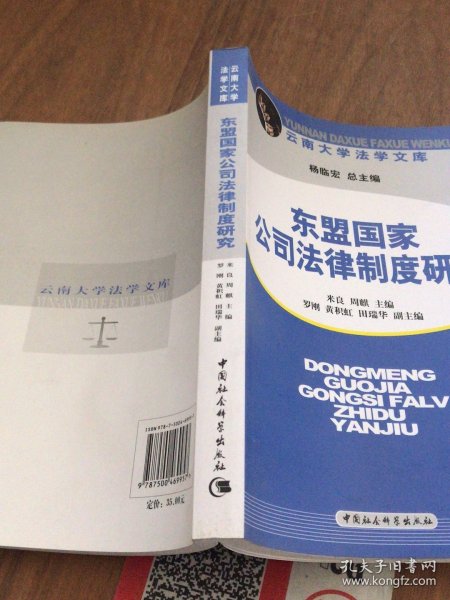 云南大学
法学文库
东盟国家公司法律制度研究
米良 周麒 主编
罗刚 黄积虹 田瑞华 副主编
中国社会科学出版社
云南大学法学文库
定价：35.00元
YUNNAN DAXUE FAXUE WENKU
云南大学法学文库
杨临宏 总主编
东盟国家
公司法律制度研
米良 周麒 主编
罗刚 黄积虹 田瑞华 副主编
DONGMENG
GUOJIA
GONGSI FALV
ZHIDU
YANJIU
中国社会科学出版社
孔夫子旧书网
www.kongfz.com